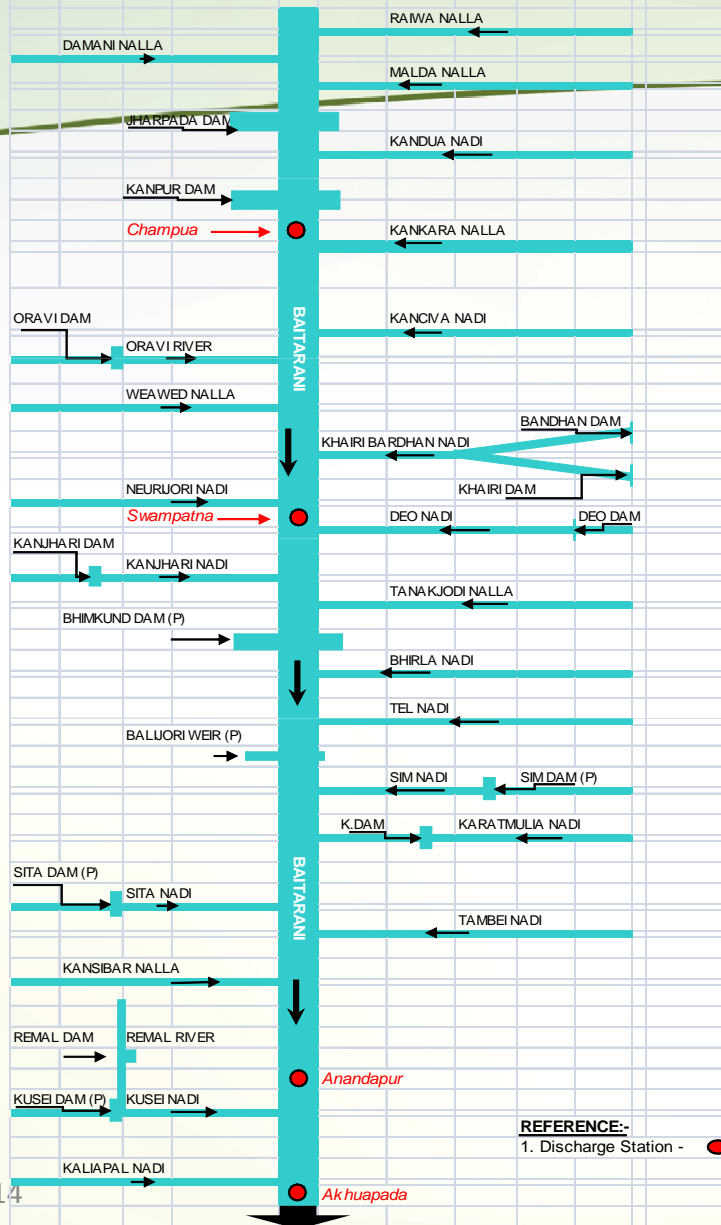 RAIWA NALLA
DAMANI NALLA
MALDA NALLA
JHARPADA DAM
KANDUA NADI
KANPUR DAM
Champua
KANKARA NALLA
BAITARANI
ORAVI DAM
KANCIVA NADI
ORAVI RIVER
WEAWED NALLA
BANDHAN DAM
KHAIRI BARDHAN NADI
KHAIRI DAM
NEURIJORI NADI
Swampatna
DEO NADI
DEO DAM
KANJHARI DAM
KANJHARI NADI
TANAKJODI NALLA
BHIMKUND DAM (P)
BHIRLA NADI
TEL NADI
BALIJORI WEIR (P)
SIM NADI
SIM DAM (P)
K.DAM
KARATMULIA NADI
BAITARANI
SITA DAM (P)
SITA NADI
TAMBEI NADI
KANSIBAR NALLA
REMAL DAM
REMAL RIVER
Anandapur
KUSEI DAM (P)
KUSEI NADI
REFERENCE:-
1. Discharge Station -
KALIAPAL NADI
14
Akhuapada